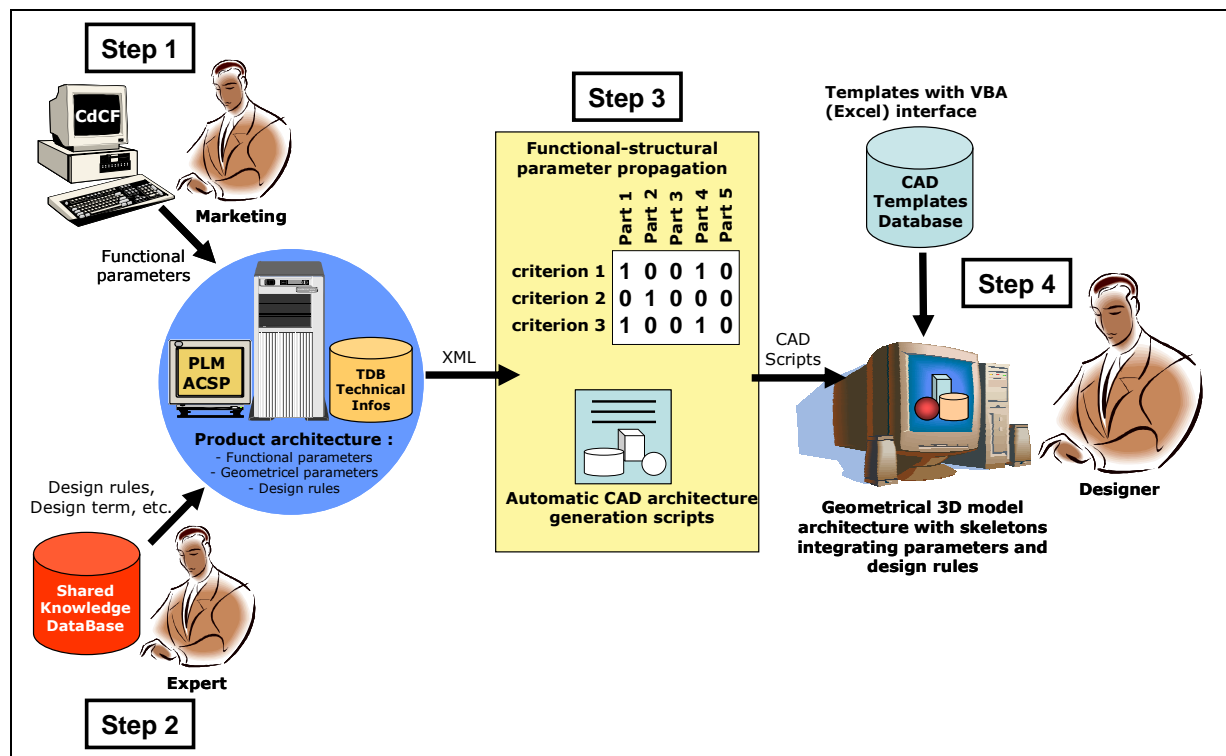 Step 1
CdCF
Marketing
Functional
parameters
PLM
ACSP
TDB
Technical
Infos
Product architecture :
- Functional parameters
- Geometricel parameters
- Design rules
Design rules,
Design term, etc.
Shared
Knowledge
DataBase
Expert
Step 2
XML
Step 3
Functional-structural
parameter propagation
Part 1 Part 2 Part 3 Part 4 Part 5
criterion 1 1 0 0 1 0
criterion 2 0 1 0 0 0
criterion 3 1 0 0 1 0
Automatic CAD architecture
generation scripts
CAD
Scripts
Templates with VBA
(Excel) interface
CAD
Templates
Database
Step 4
Designer
Geometrical 3D model
architecture with skeletons
integrating parameters and
design rules